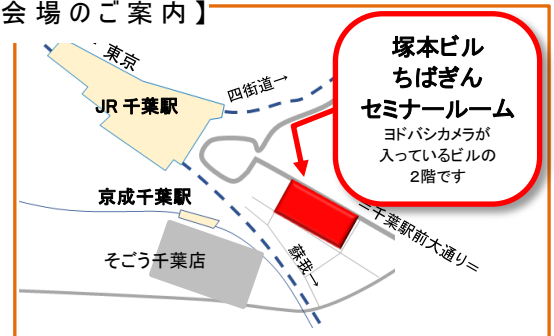 会場のご案内】
東京
JR 千葉駅
四街道→
塚本ビル
ちばぎん
セミナールーム
ヨドバシカメラが
入っているビルの
２階です
京成千葉駅
＝千葉駅前大通り＝
そごう千葉店
蘇我→